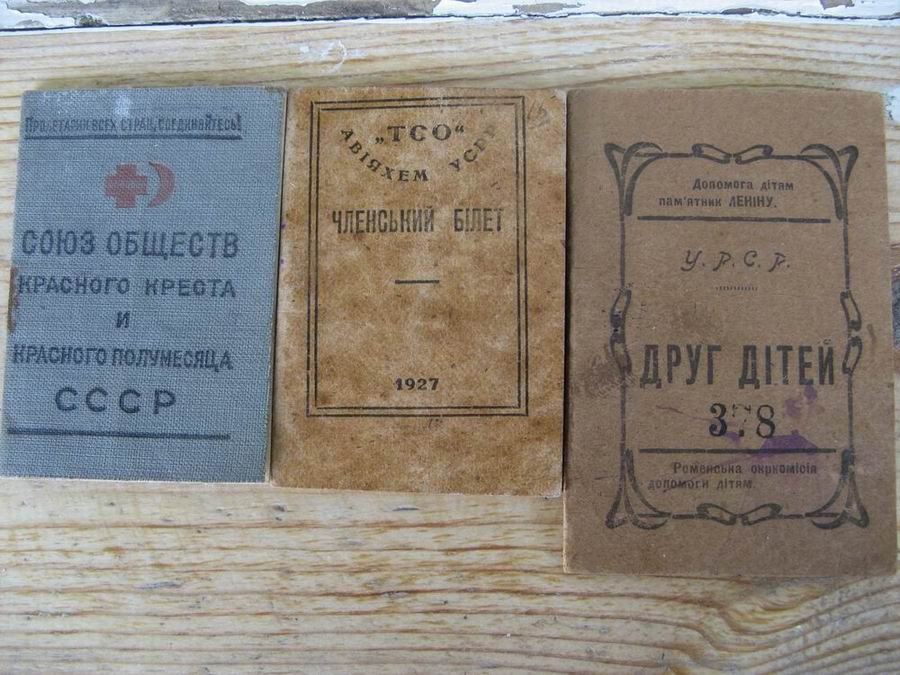 Пролетарии всех стран, соединяйтесь!
СОЮЗ ОБЩЕСТВ
КРАСНОГО КРЕСТА
И
КРАСНОГО ПОЛУМЕСЯЦА
СССР
„ТСО“
АВІЯХЕМ УСРР
ЧЛЕНСЬКИЙ БІЛЕТ
1927
Допомога дітям
пам'ятник ЛЕНІНУ.
У. Р. С. Р.
ДРУГ ДІТЕЙ
378
Роменська окркомісія
допомоги дітям.